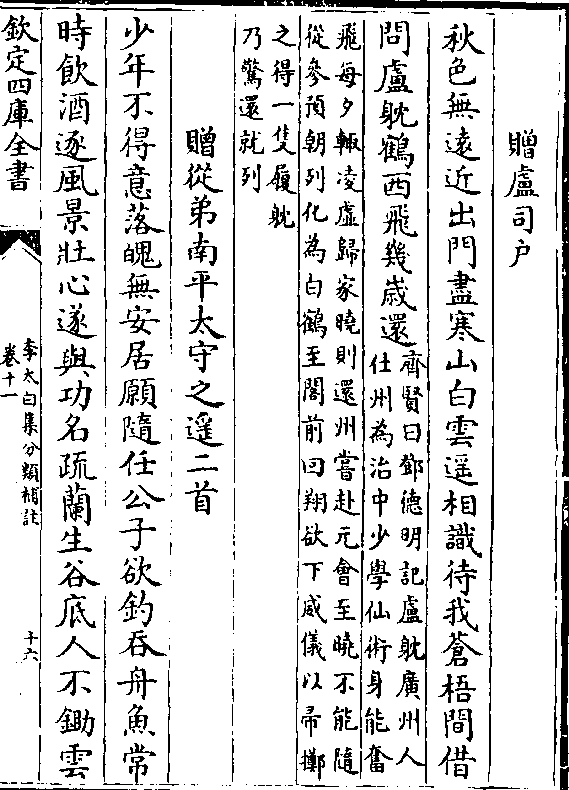 贈盧司户
秋色無遠近出門盡寒山白雲遥相識待我蒼梧間借
問盧躭鶴西飛幾歳還
齊賢曰鄧德明記盧躭廣州人
仕州為治中少學仙術身能奮
飛每夕輙凌虛歸家曉則還州嘗赴元會至曉不能隨
從參預朝列化為白鶴至閣前回翔欲下威儀以帚擲
之得一隻履躭
乃驚還就列
贈從弟南平太守之遥二首
少年不得意落魄無安居願隨任公子欲釣吞舟魚常
時飲酒逐風景壯心遂與功名疏蘭生谷底人不鋤雲
欽定四庫全書
李太白集分類補註
卷十一
十六